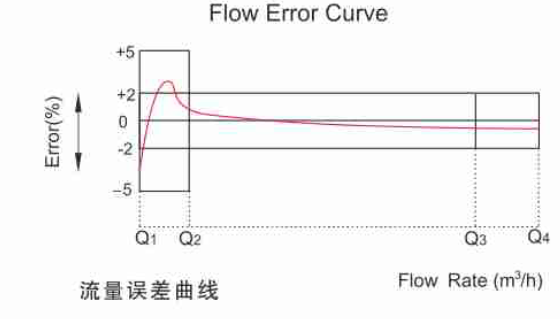 Flow Error Curve
+5
+2
0
-2
-5
Error(%)
Q1 Q2 Q3 Q4
Flow Rate (m³/h)
流量误差曲线